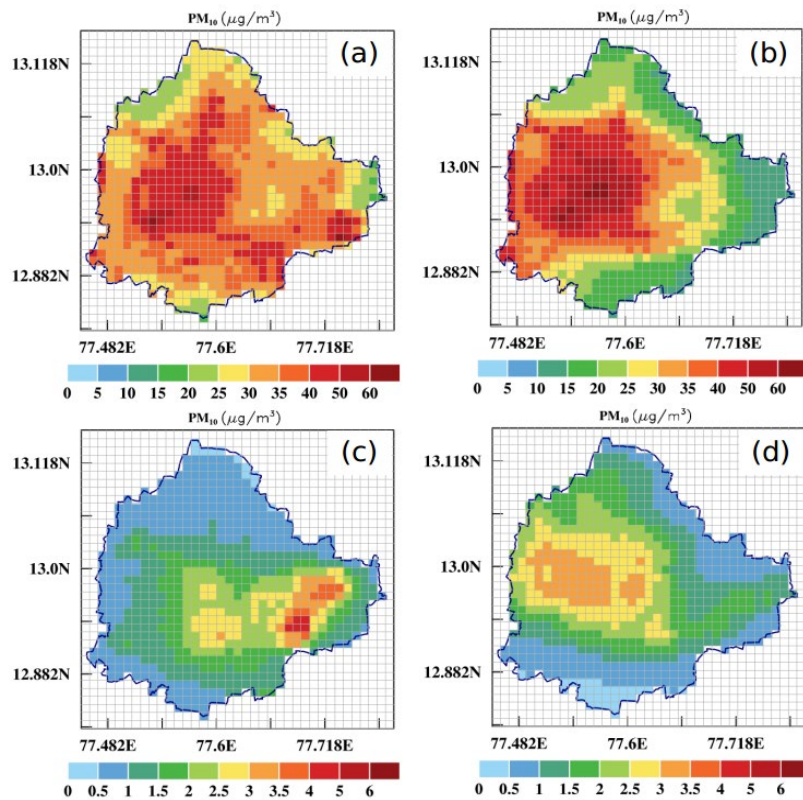 PM₁₀ (μg/m³)
(a)
13.118N
13.0N
12.882N
77.482E 77.6E 77.718E
0 5 10 15 20 25 30 35 40 50 60
PM₁₀ (μg/m³)
(b)
13.118N
13.0N
12.882N
77.482E 77.6E 77.718E
0 5 10 15 20 25 30 35 40 50 60
PM₁₀ (μg/m³)
(c)
13.118N
13.0N
12.882N
77.482E 77.6E 77.718E
0 0.5 1 1.5 2 2.5 3 3.5 4 5 6
PM₁₀ (μg/m³)
(d)
13.118N
13.0N
12.882N
77.482E 77.6E 77.718E
0 0.5 1 1.5 2 2.5 3 3.5 4 5 6